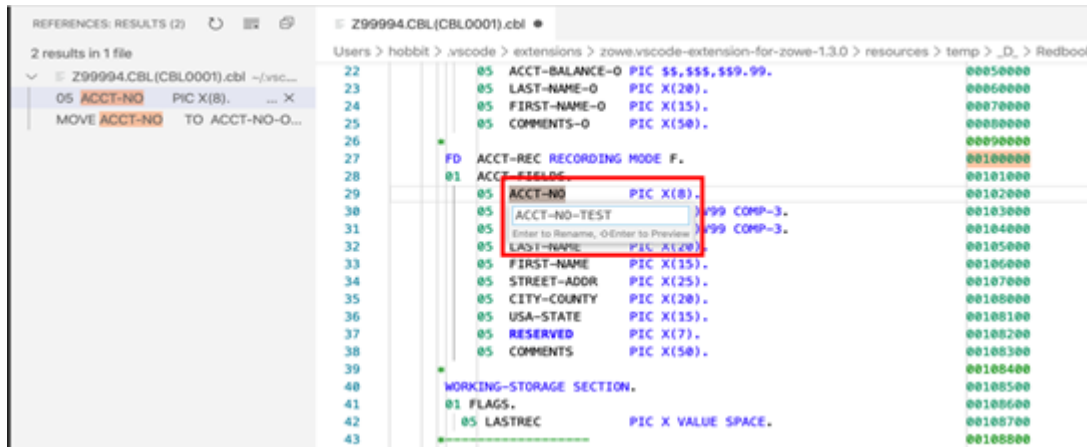 REFERENCES: RESULTS (2)
2 results in 1 file
Z99994.CBL(CBL0001).cbl ~/.vsc...
05 ACCT-NO PIC X(8). ... ×
MOVE ACCT-NO TO ACCT-NO-O...
Z99994.CBL(CBL0001).cbl ●
Users > hobbit > .vscode > extensions > zowe.vscode-extension-for-zowe-1.3.0 > resources > temp > _D_ > Redbook
22 05 ACCT-BALANCE-O PIC $$,$$$,$$9.99. 00050000
23 05 LAST-NAME-O PIC X(20). 00060000
24 05 FIRST-NAME-O PIC X(15). 00070000
25 05 COMMENTS-O PIC X(50). 00080000
26 * 00090000
27 FD ACCT-REC RECORDING MODE F. 00100000
28 01 ACCT-FIELDS. 00101000
29 05 ACCT-NO PIC X(8). 00102000
30 05 V99 COMP-3. 00103000
ACCT-NO-TEST
31 05 V99 COMP-3. 00104000
Enter to Rename, ⇧Enter to Preview
32 05 LAST-NAME PIC X(20). 00105000
33 05 FIRST-NAME PIC X(15). 00106000
34 05 STREET-ADDR PIC X(25). 00107000
35 05 CITY-COUNTY PIC X(20). 00108000
36 05 USA-STATE PIC X(15). 00108100
37 05 RESERVED PIC X(7). 00108200
38 05 COMMENTS PIC X(50). 00108300
39 * 00108400
40 WORKING-STORAGE SECTION. 00108500
41 01 FLAGS. 00108600
42 05 LASTREC PIC X VALUE SPACE. 00108700
43 *------------------ 00108800